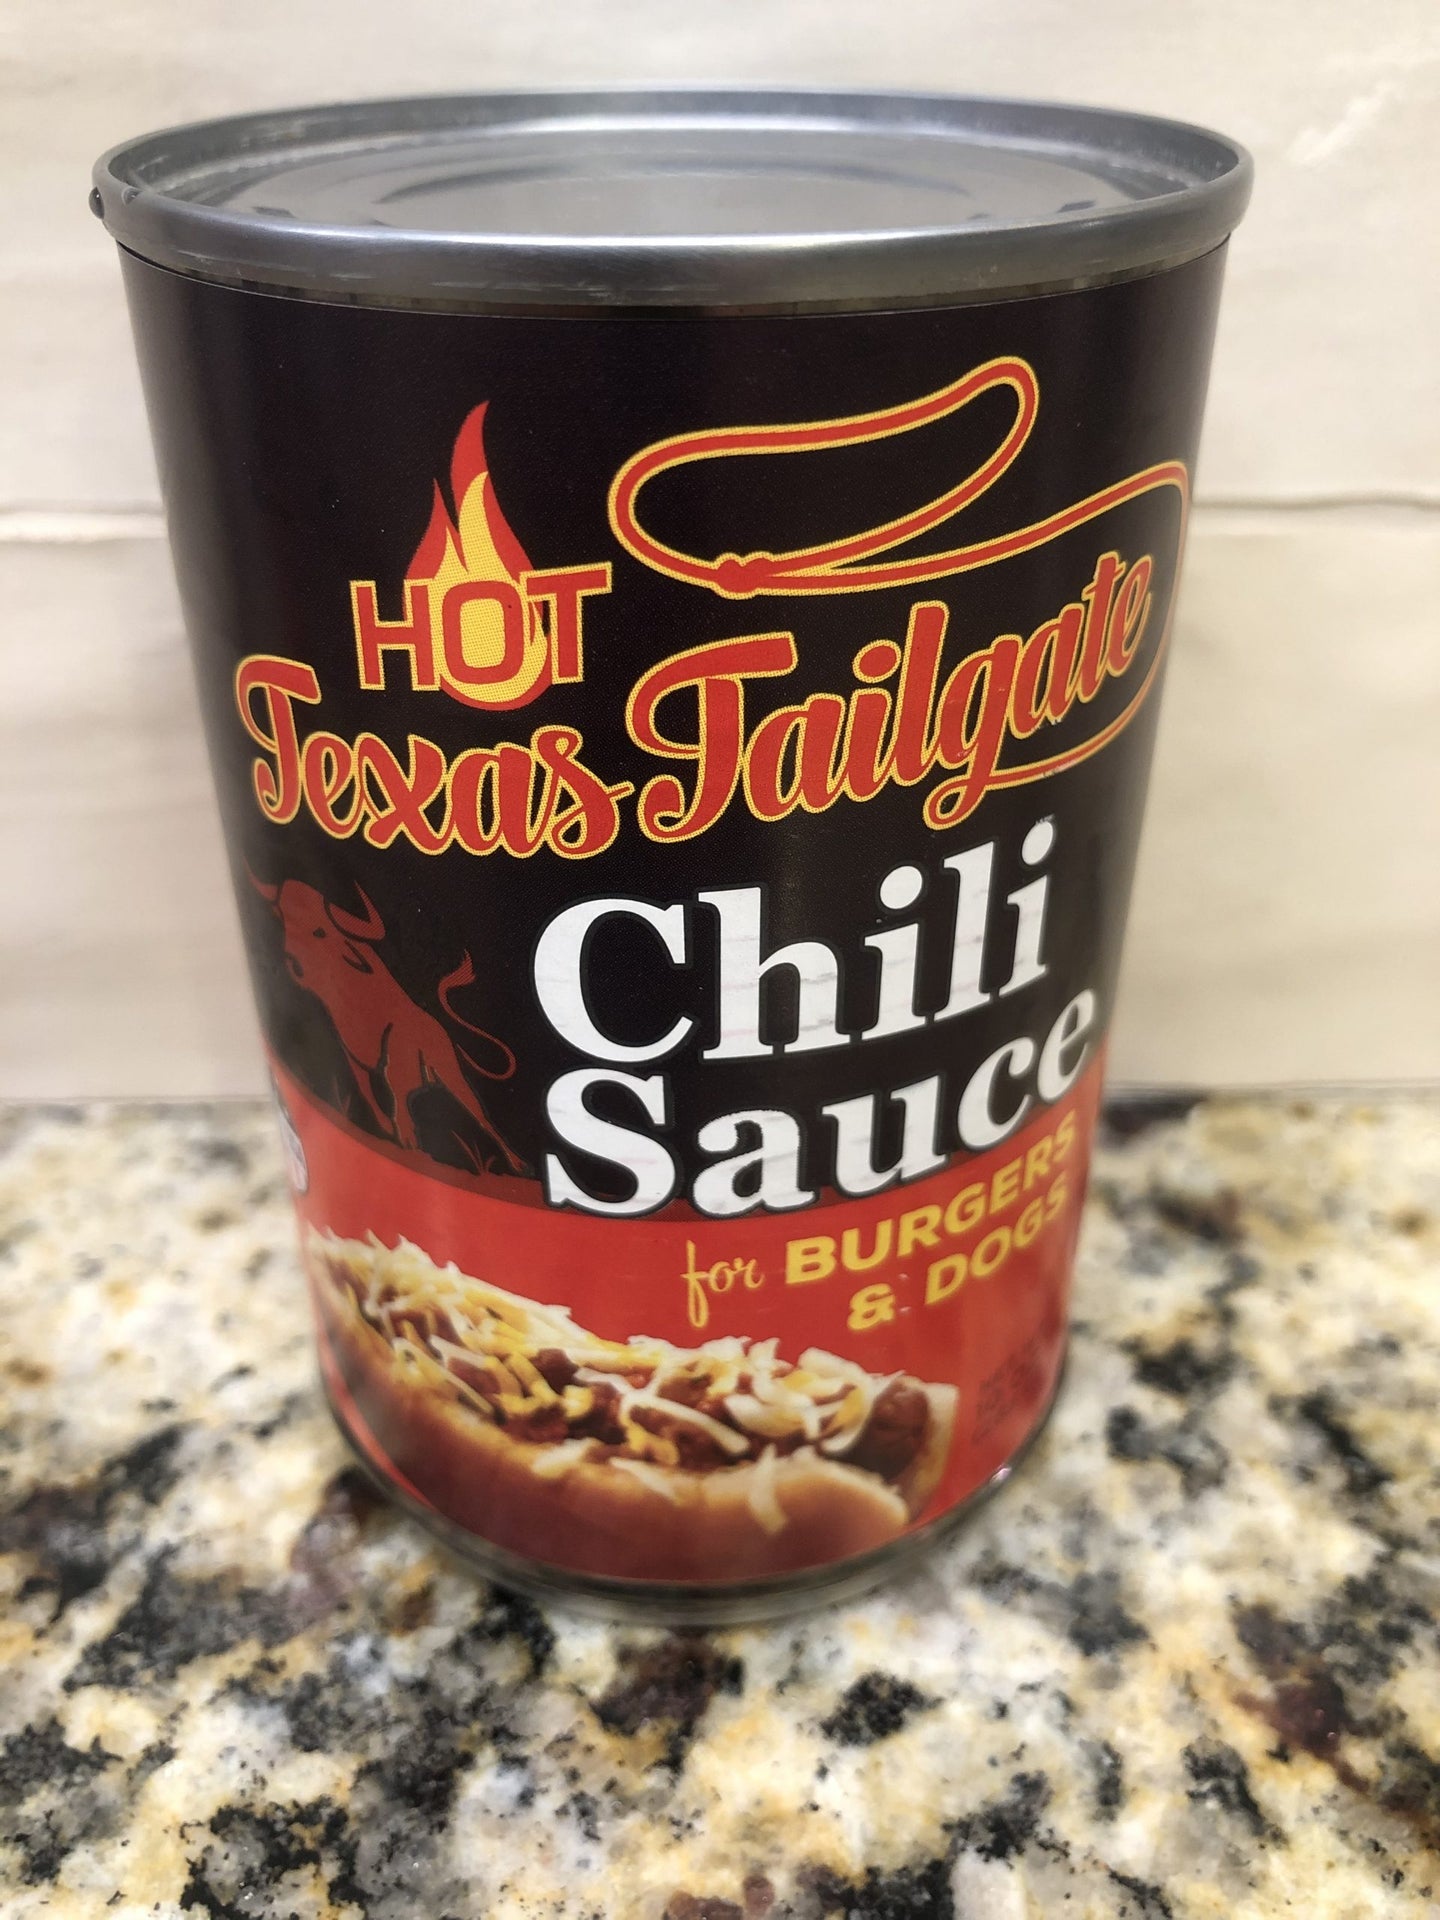 HOT
Texas Tailgate
Chili
Sauce
for BURGERS
& DOGS